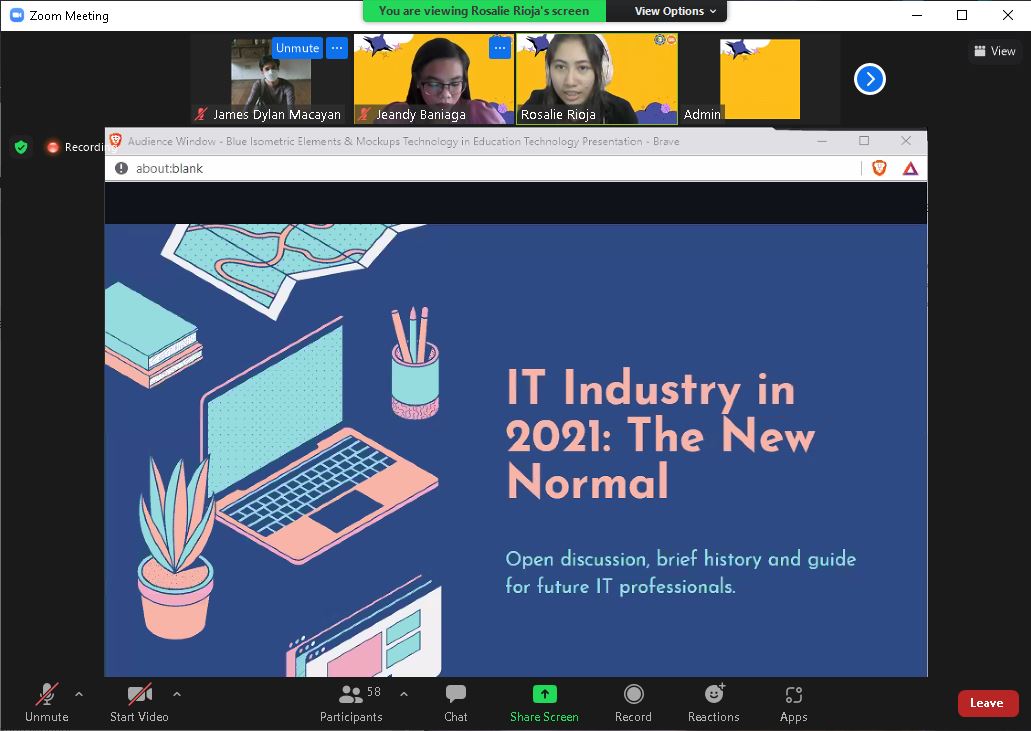 Zoom Meeting
You are viewing Rosalie Rioja's screen
View Options
Unmute
James Dylan Macayan
Jeandy Baniaga
Rosalie Rioja
Admin
View
Recordin
Audience Window - Blue Isometric Elements & Mockups Technology in Education Technology Presentation - Brave
about:blank
IT Industry in
2021: The New
Normal
Open discussion, brief history and guide
for future IT professionals.
Unmute
Start Video
58
Participants
Chat
Share Screen
Record
Reactions
Apps
Leave